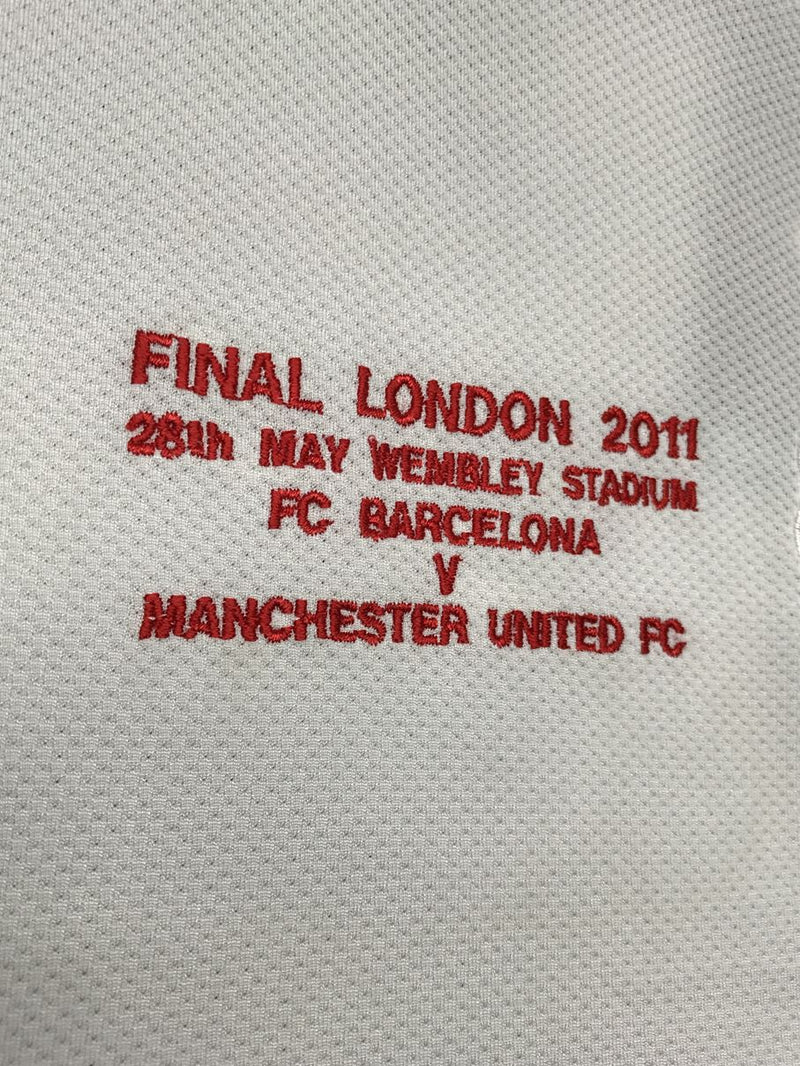 FINAL LONDON 2011
28th MAY WEMBLEY STADIUM
FC BARCELONA
V
MANCHESTER UNITED FC